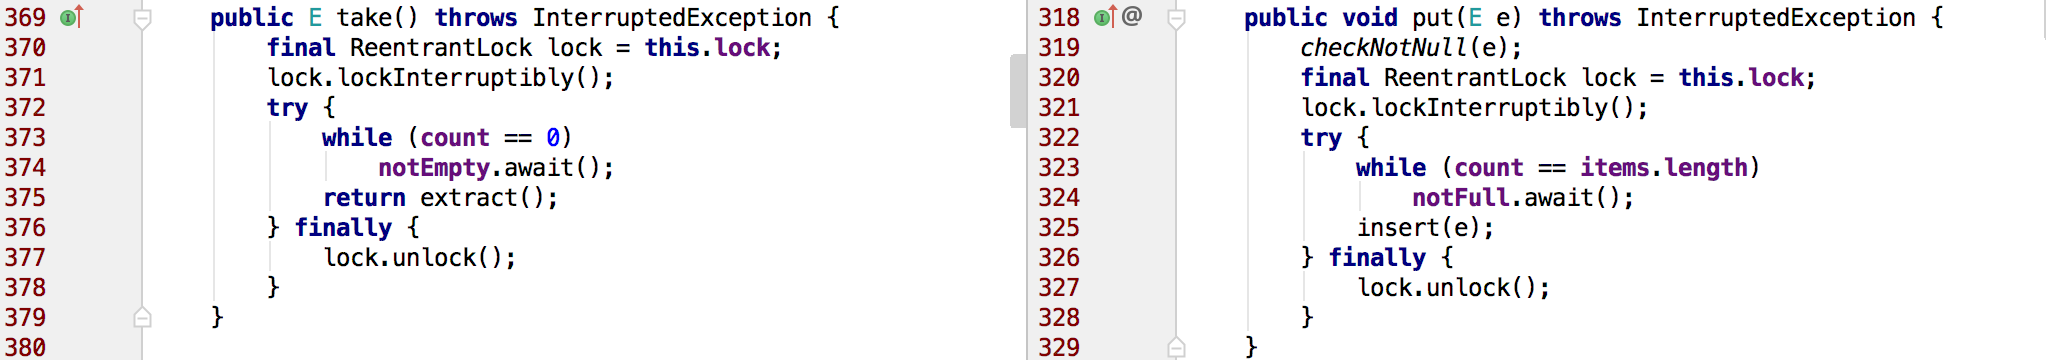 369 public E take() throws InterruptedException {
370 final ReentrantLock lock = this.lock;
371 lock.lockInterruptibly();
372 try {
373 while (count == 0)
374 notEmpty.await();
375 return extract();
376 } finally {
377 lock.unlock();
378 }
379 }
380
318 @ public void put(E e) throws InterruptedException {
319 checkNotNull(e);
320 final ReentrantLock lock = this.lock;
321 lock.lockInterruptibly();
322 try {
323 while (count == items.length)
324 notFull.await();
325 insert(e);
326 } finally {
327 lock.unlock();
328 }
329 }